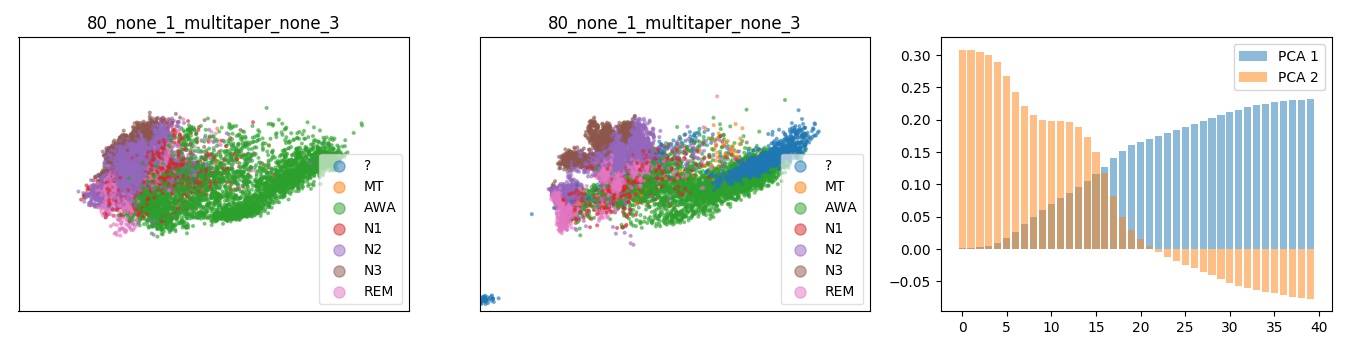 80_none_1_multitaper_none_3
?
MT
AWA
N1
N2
N3
REM
80_none_1_multitaper_none_3
?
MT
AWA
N1
N2
N3
REM
PCA 1
PCA 2
0.30
0.25
0.20
0.15
0.10
0.05
0.00
−0.05
0 5 10 15 20 25 30 35 40